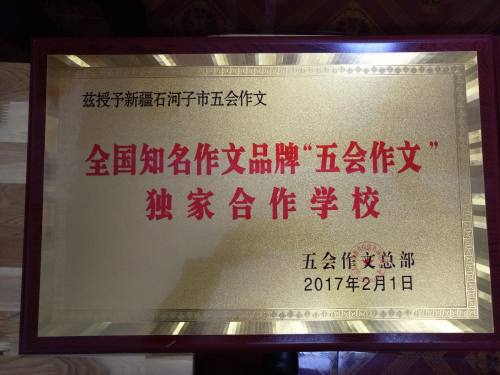 兹授予新疆石河子市五会作文
全国知名作文品牌“五会作文”
独家合作学校
五会作文总部
2017年2月1日